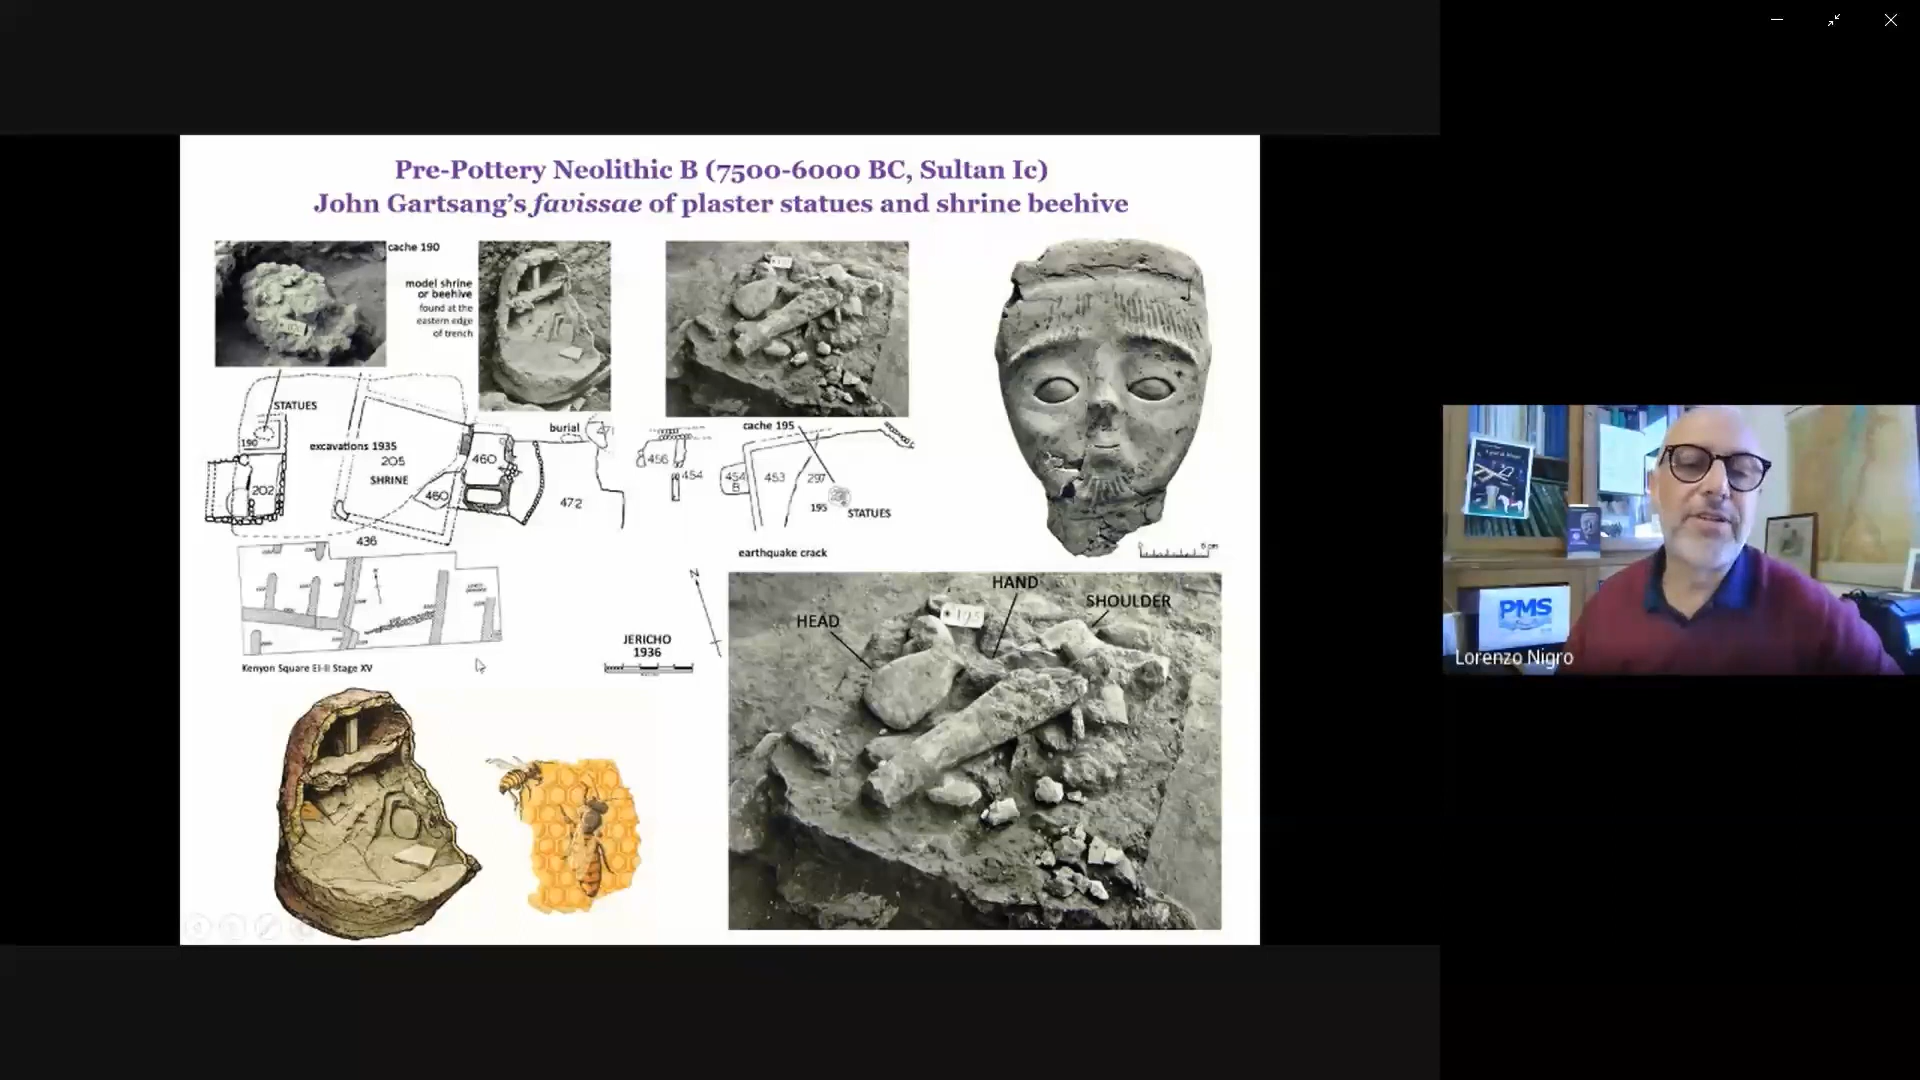 Pre-Pottery Neolithic B (7500-6000 BC, Sultan Ic)
John Gartsang's favissae of plaster statues and shrine beehive
cache 190
model shrine
or beehive
found at the
eastern edge
of trench
STATUES
190
excavations 1935
205
SHRINE
202
460
460
436
burial
472
456
454
cache 195
454
B
453
297
195
STATUES
earthquake crack
Kenyon Square EI-II Stage XV
N
JERICHO
1936
HEAD
HAND
SHOULDER
195
PMS
Lorenzo Nigro